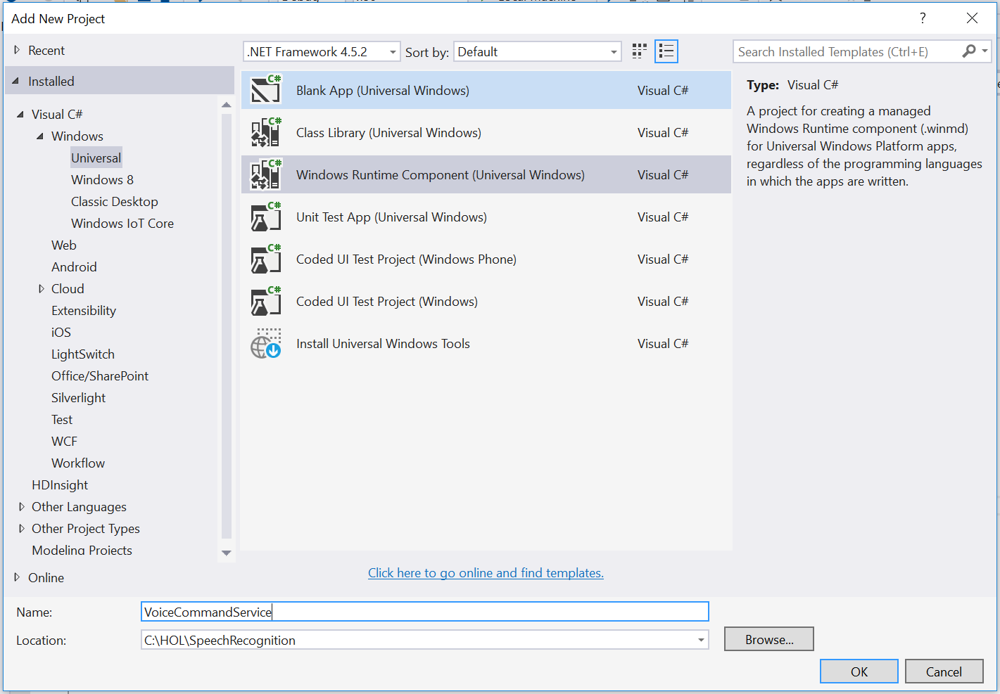 Add New Project
?
Recent
.NET Framework 4.5.2
Sort by:
Default
Search Installed Templates (Ctrl+E)
Installed
Visual C#
Windows
Universal
Windows 8
Classic Desktop
Windows IoT Core
Web
Android
Cloud
Extensibility
iOS
LightSwitch
Office/SharePoint
Silverlight
Test
WCF
Workflow
HDInsight
Other Languages
Other Project Types
Modeling Projects
Online
C# Blank App (Universal Windows) Visual C#
C# Class Library (Universal Windows) Visual C#
C# Windows Runtime Component (Universal Windows) Visual C#
C# Unit Test App (Universal Windows) Visual C#
C# Coded UI Test Project (Windows Phone) Visual C#
C# Coded UI Test Project (Windows) Visual C#
Install Universal Windows Tools Visual C#
Click here to go online and find templates.
Type: Visual C#
A project for creating a managed
Windows Runtime component (.winmd)
for Universal Windows Platform apps,
regardless of the programming languages
in which the apps are written.
Name: VoiceCommandService
Location: C:\HOL\SpeechRecognition
Browse...
OK
Cancel